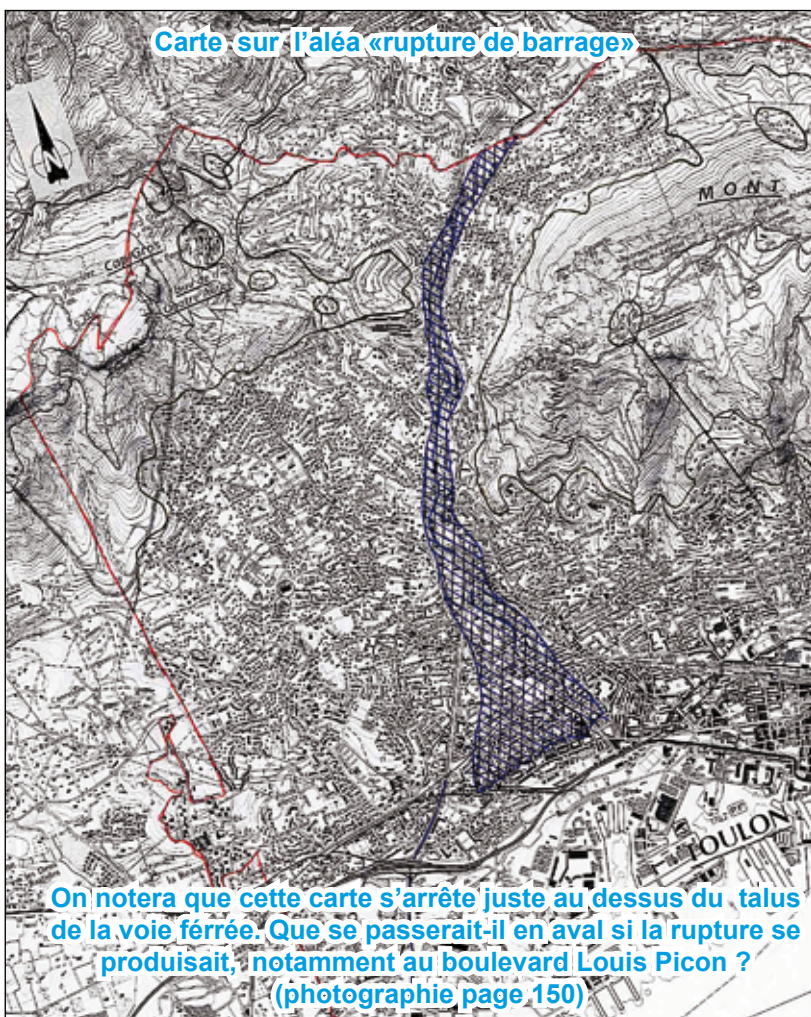 Carte sur l'aléa «rupture de barrage»
N
MONT
TOULON
On notera que cette carte s'arrête juste au dessus du talus
de la voie férrée. Que se passerait-il en aval si la rupture se
produisait, notamment au boulevard Louis Picon ?
(photographie page 150)